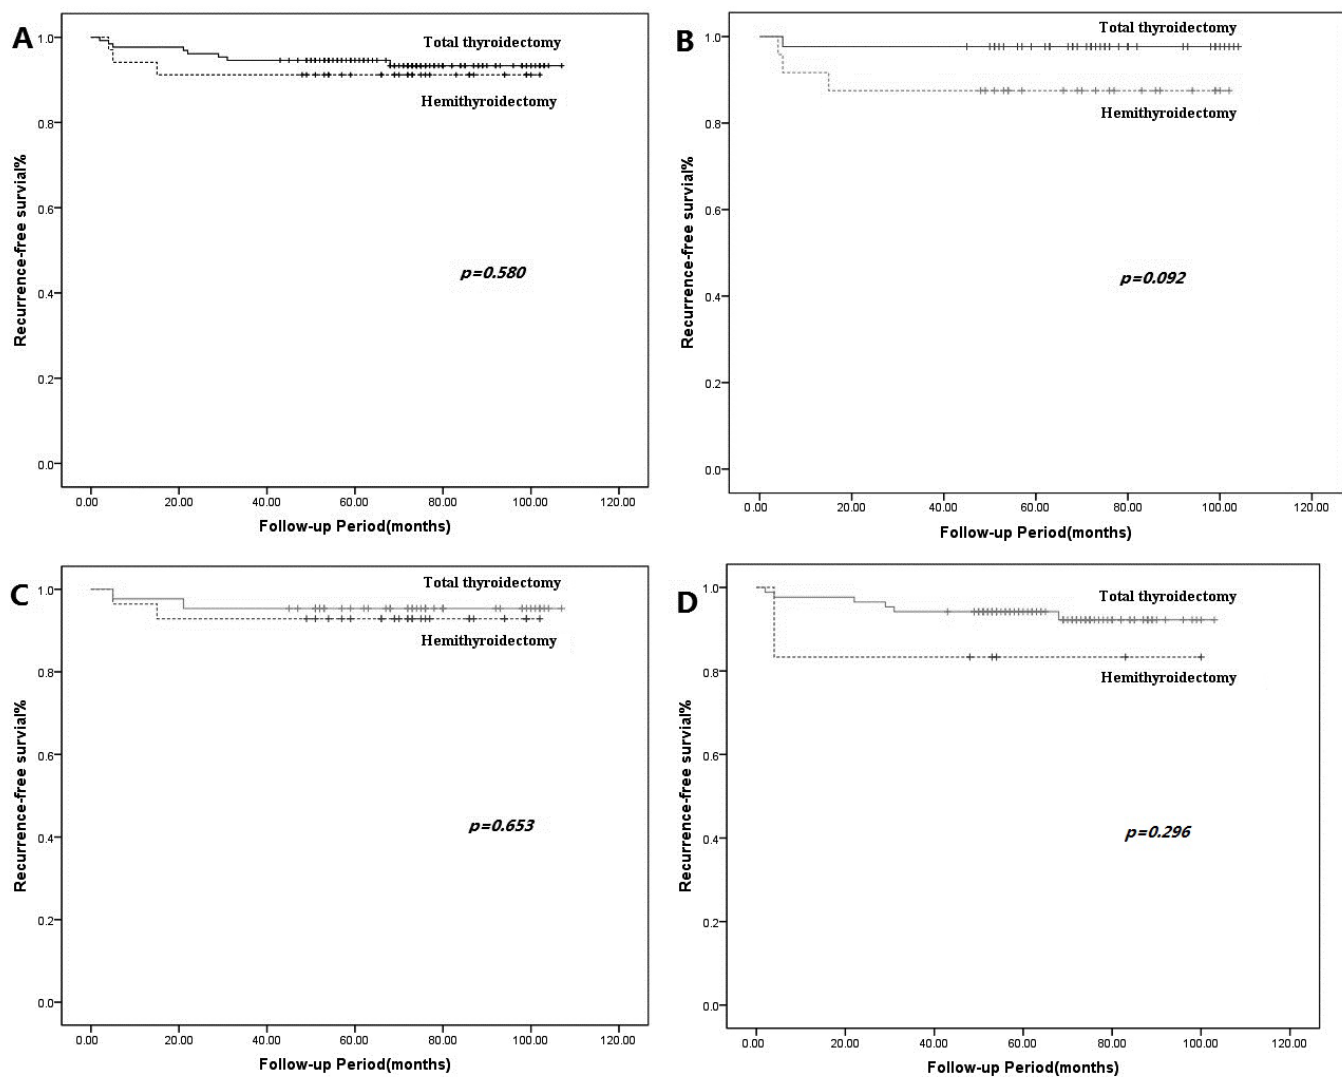 A
1.0
0.8
0.6
0.4
0.2
0.0
Recurrence-free survial%
Total thyroidectomy
Hemithyroidectomy
p=0.580
0.00 20.00 40.00 60.00 80.00 100.00 120.00
Follow-up Period(months)
B
1.0
0.8
0.6
0.4
0.2
0.0
Recurrence-free survial%
Total thyroidectomy
Hemithyroidectomy
p=0.092
0.00 20.00 40.00 60.00 80.00 100.00 120.00
Follow-up Period(months)
C
1.0
0.8
0.6
0.4
0.2
0.0
Recurrence-free survial%
Total thyroidectomy
Hemithyroidectomy
p=0.653
0.00 20.00 40.00 60.00 80.00 100.00 120.00
Follow-up Period(months)
D
1.0
0.8
0.6
0.4
0.2
0.0
Recurrence-free survial%
Total thyroidectomy
Hemithyroidectomy
p=0.296
0.00 20.00 40.00 60.00 80.00 100.00 120.00
Follow-up Period(months)